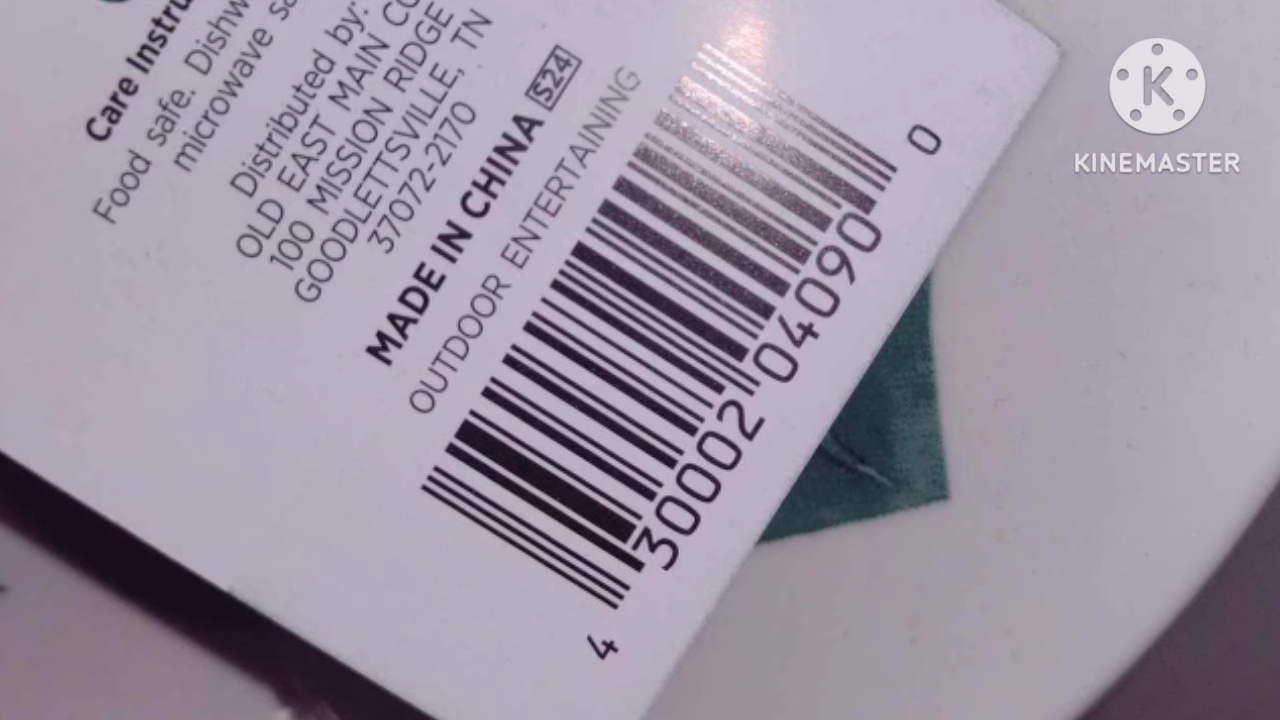 Care Instru
Food safe. Dishw
microwave sa
Distributed by:
OLD EAST MAIN CO
100 MISSION RIDGE
GOODLETTSVILLE, TN
37072-2170
MADE IN CHINA S24
OUTDOOR ENTERTAINING
4 30002 04090 0
K
KINEMASTER